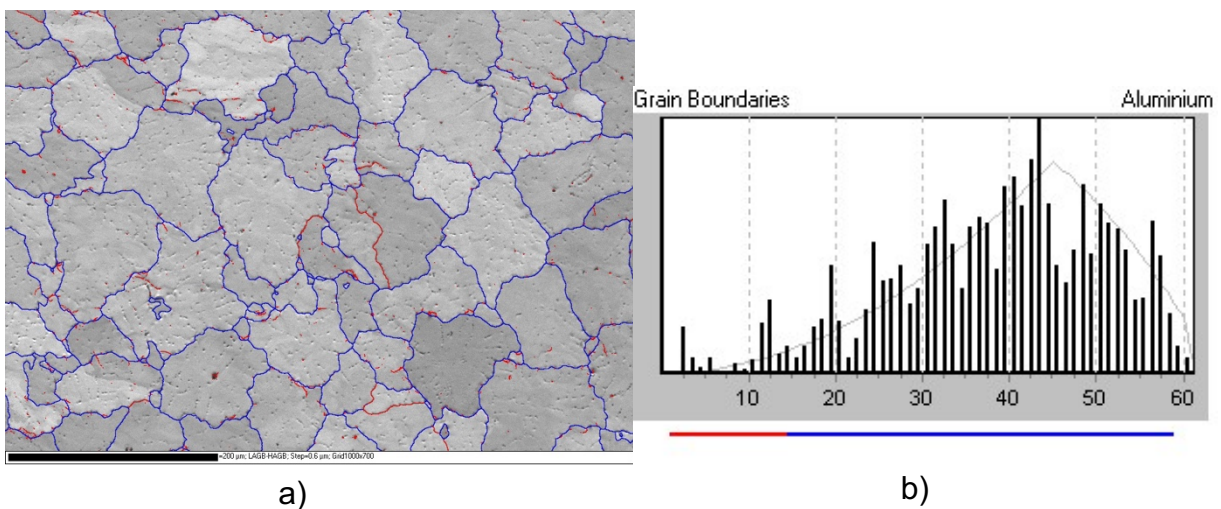 Grain Boundaries
Aluminium
10 20 30 40 50 60
=200 µm; LAGB-HAGB; Step=0.6 µm; Grid1000x700
a)
b)